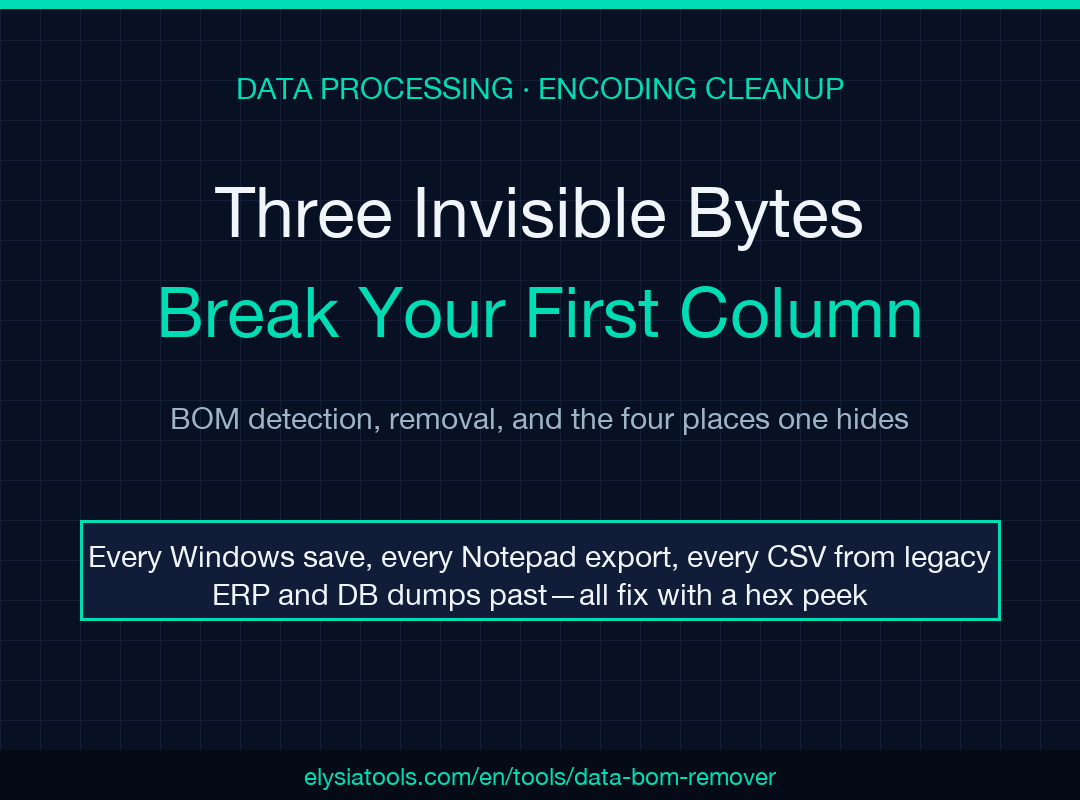 DATA PROCESSING · ENCODING CLEANUP
Three Invisible Bytes
Break Your First Column
BOM detection, removal, and the four places one hides
Every Windows save, every Notepad export, every CSV from legacy
ERP and DB dumps past—all fix with a hex peek
elysiatools.com/en/tools/data-bom-remover